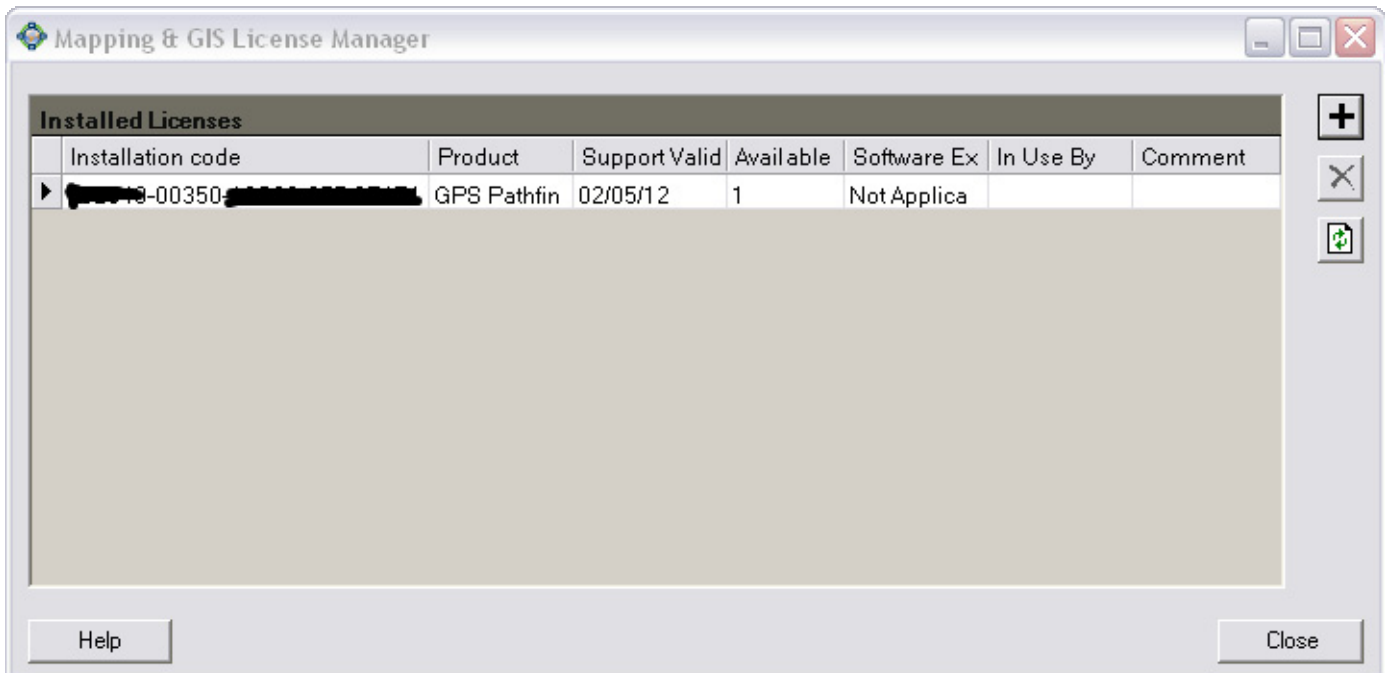 Mapping & GIS License Manager
Installed Licenses
Installation code Product Support Valid Available Software Ex In Use By Comment
-00350- GPS Pathfin 02/05/12 1 Not Applica
Help Close